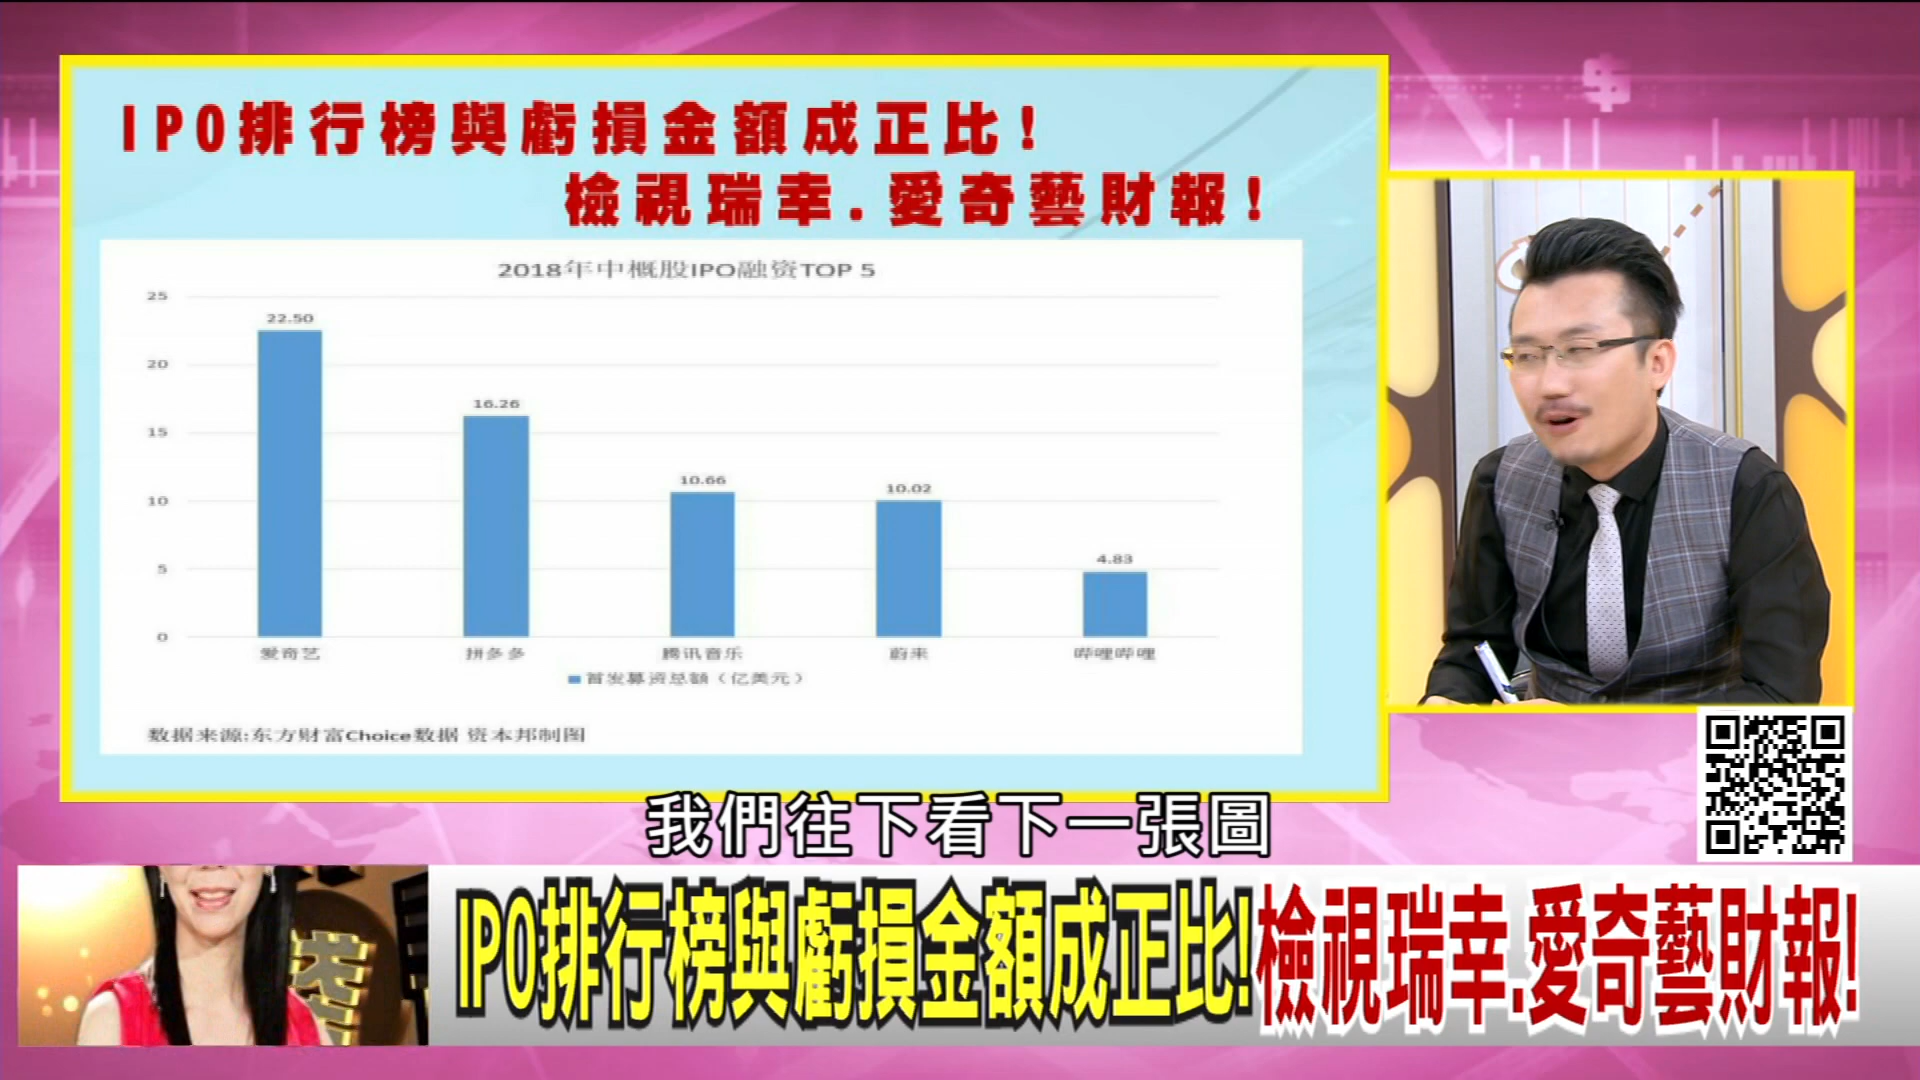 IPO排行榜與虧損金額成正比!
檢視瑞幸.愛奇藝財報!
2018年中概股IPO融资TOP 5
25
20
15
10
5
0
22.50
16.26
10.66
10.02
4.83
爱奇艺
拼多多
腾讯音乐
蔚来
哔哩哔哩
首发募资总额（亿美元）
数据来源:东方财富Choice数据 资本邦制图
我們往下看下一張圖
IPO排行榜與虧損金額成正比!檢視瑞幸.愛奇藝財報!